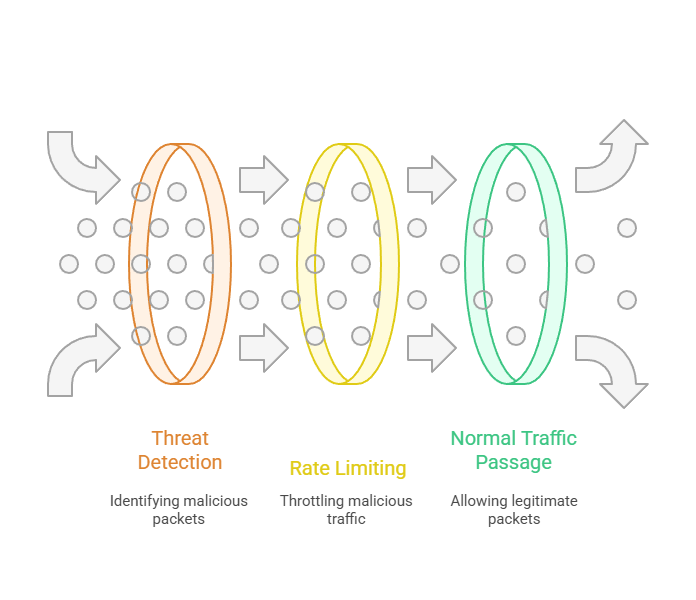 Threat
Detection
Identifying malicious
packets
Rate Limiting
Throttling malicious
traffic
Normal Traffic
Passage
Allowing legitimate
packets